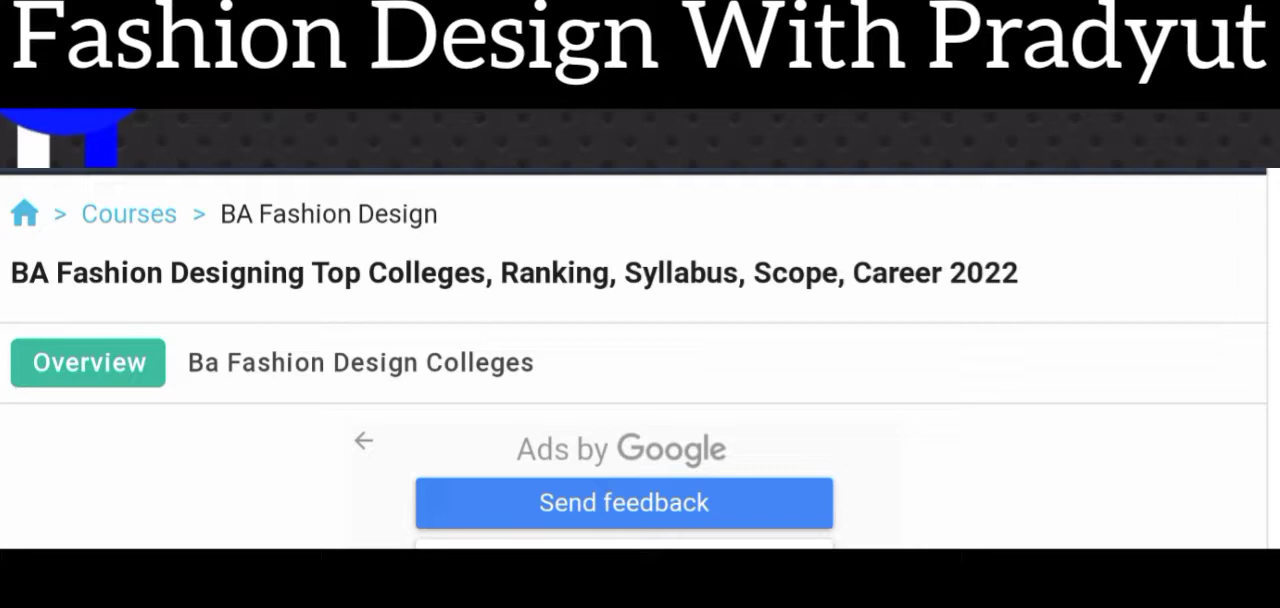 Fashion Design With Pradyut
> Courses > BA Fashion Design
BA Fashion Designing Top Colleges, Ranking, Syllabus, Scope, Career 2022
Overview Ba Fashion Design Colleges
Ads by Google
Send feedback